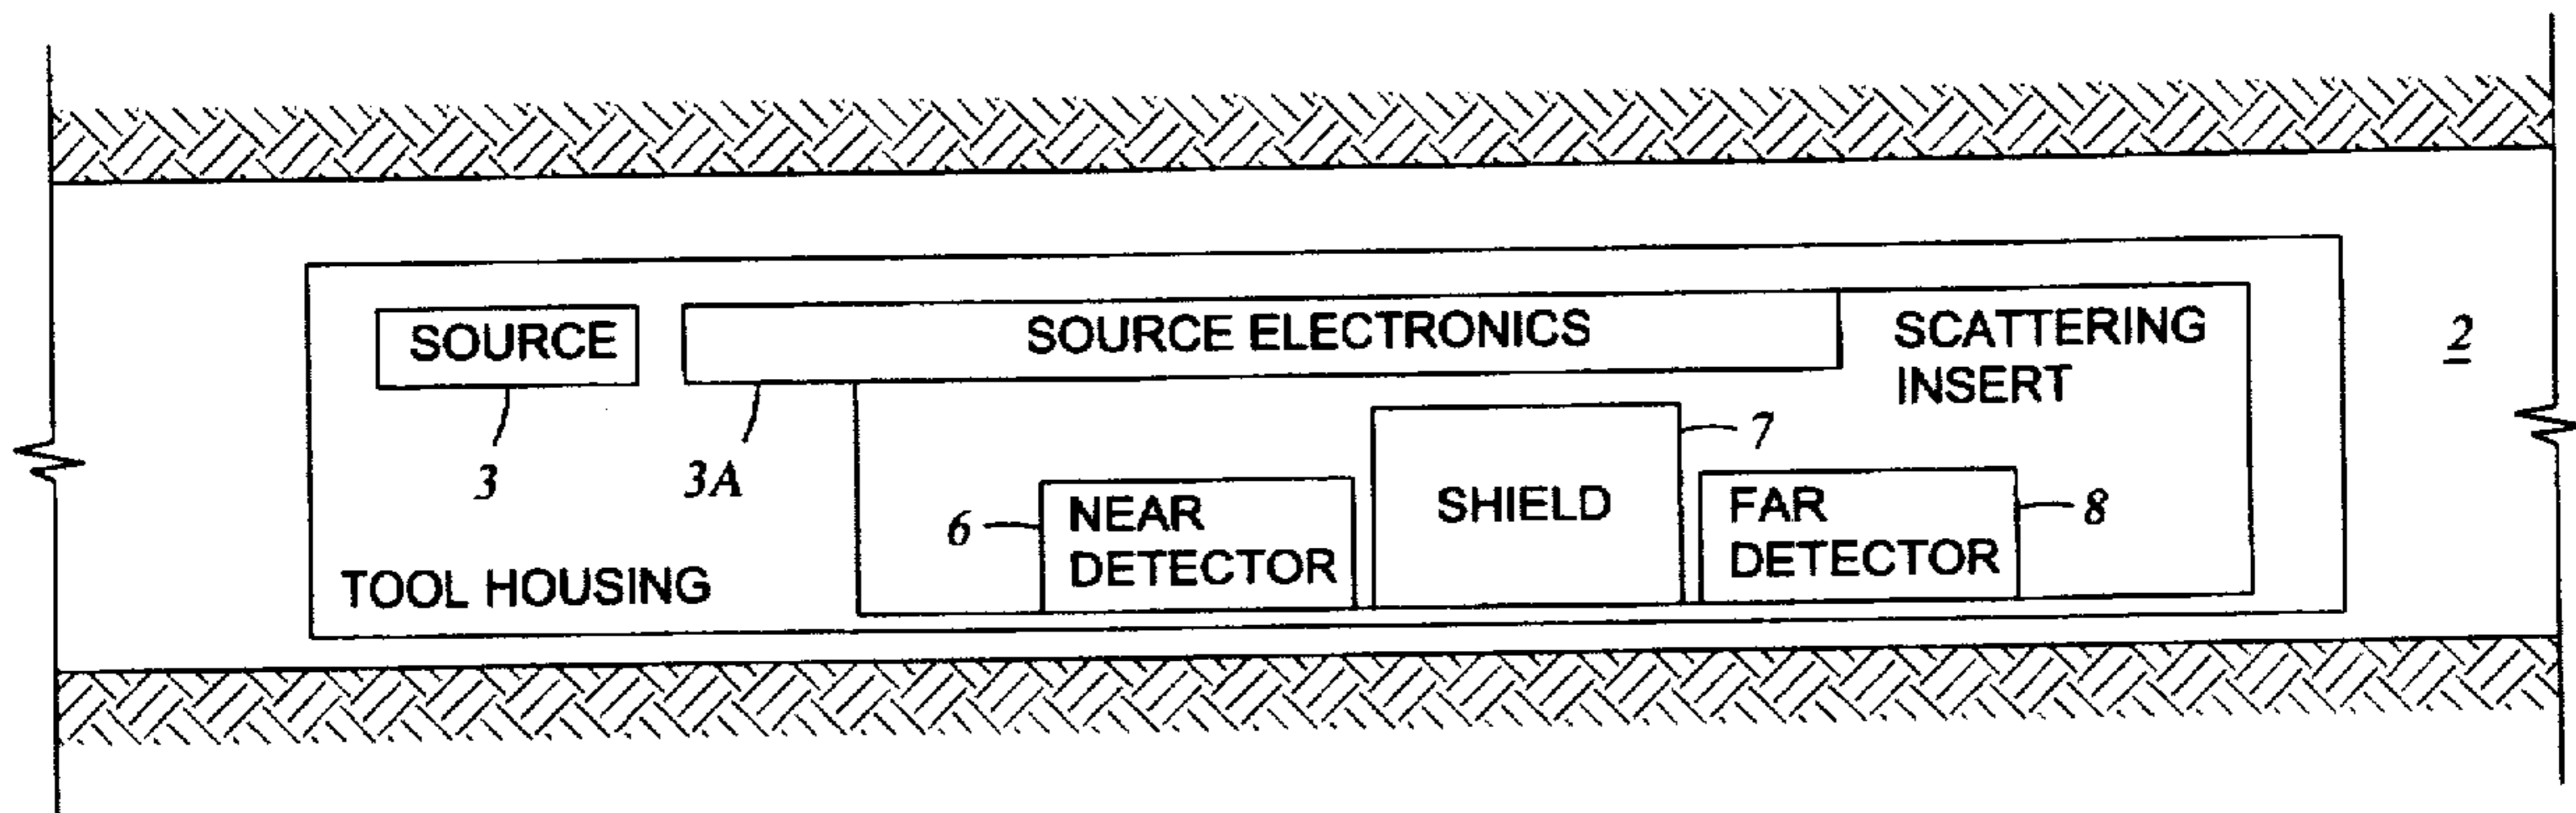 SOURCE
SOURCE ELECTRONICS
SCATTERING
INSERT
2
3
3A
7
6
NEAR
DETECTOR
SHIELD
FAR
DETECTOR
8
TOOL HOUSING